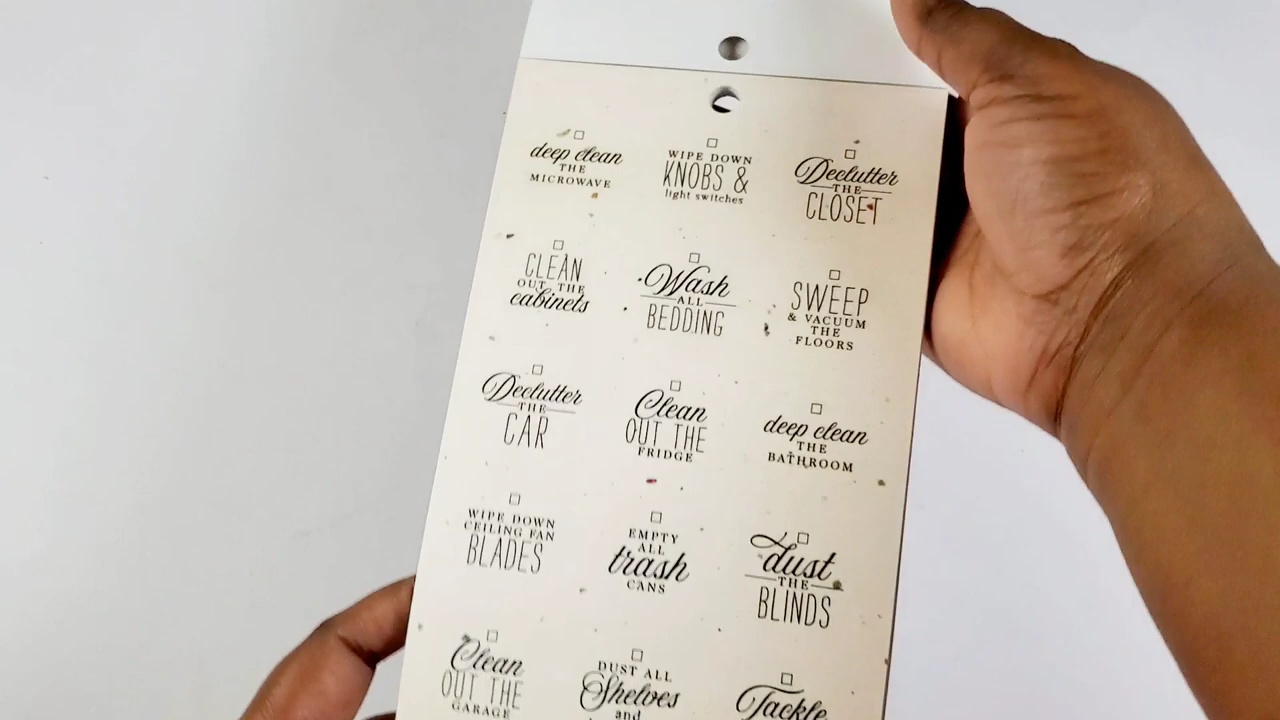 deep clean
THE
MICROWAVE
WIPE DOWN
KNOBS &
light switches
Declutter
THE
CLOSET
CLEAN
OUT THE
cabinets
Wash
ALL
BEDDING
SWEEP
& VACUUM
THE
FLOORS
Declutter
THE
CAR
Clean
OUT THE
FRIDGE
deep clean
THE
BATHROOM
WIPE DOWN
CEILING FAN
BLADES
EMPTY
ALL
trash
CANS
dust
THE
BLINDS
Clean
OUT THE
GARAGE
DUST ALL
Shelves
and
Tackle